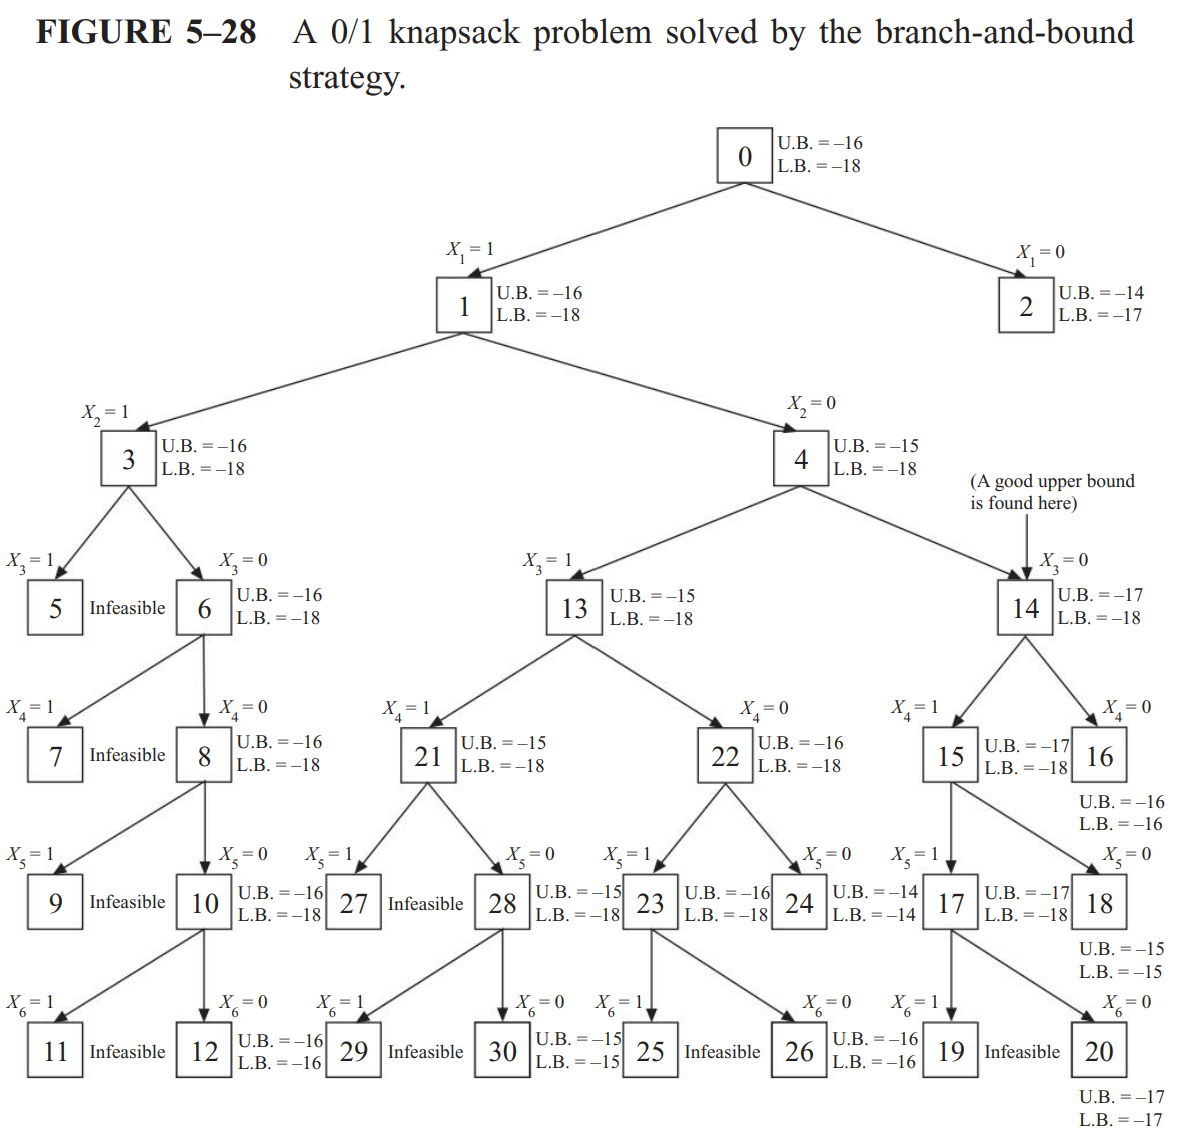 FIGURE 5–28 A 0/1 knapsack problem solved by the branch-and-bound
strategy.
0
U.B. = –16
L.B. = –18
X1 = 1
X1 = 0
1
U.B. = –16
L.B. = –18
2
U.B. = –14
L.B. = –17
X2 = 1
X2 = 0
3
U.B. = –16
L.B. = –18
4
U.B. = –15
L.B. = –18
(A good upper bound
is found here)
X3 = 1
X3 = 0
X3 = 1
X3 = 0
5
Infeasible
6
U.B. = –16
L.B. = –18
13
U.B. = –15
L.B. = –18
14
U.B. = –17
L.B. = –18
X4 = 1
X4 = 0
X4 = 1
X4 = 0
X4 = 1
X4 = 0
7
Infeasible
8
U.B. = –16
L.B. = –18
21
U.B. = –15
L.B. = –18
22
U.B. = –16
L.B. = –18
15
U.B. = –17
L.B. = –18
16
U.B. = –16
L.B. = –16
X5 = 1
X5 = 0
X5 = 1
X5 = 0
X5 = 1
X5 = 0
X5 = 1
X5 = 0
9
Infeasible
10
U.B. = –16
L.B. = –18
27
Infeasible
28
U.B. = –15
L.B. = –18
23
U.B. = –16
L.B. = –18
24
U.B. = –14
L.B. = –14
17
U.B. = –17
L.B. = –18
18
U.B. = –15
L.B. = –15
X6 = 1
X6 = 0
X6 = 1
X6 = 0
X6 = 1
X6 = 0
X6 = 1
X6 = 0
11
Infeasible
12
U.B. = –16
L.B. = –16
29
Infeasible
30
U.B. = –15
L.B. = –15
25
Infeasible
26
U.B. = –16
L.B. = –16
19
Infeasible
20
U.B. = –17
L.B. = –17